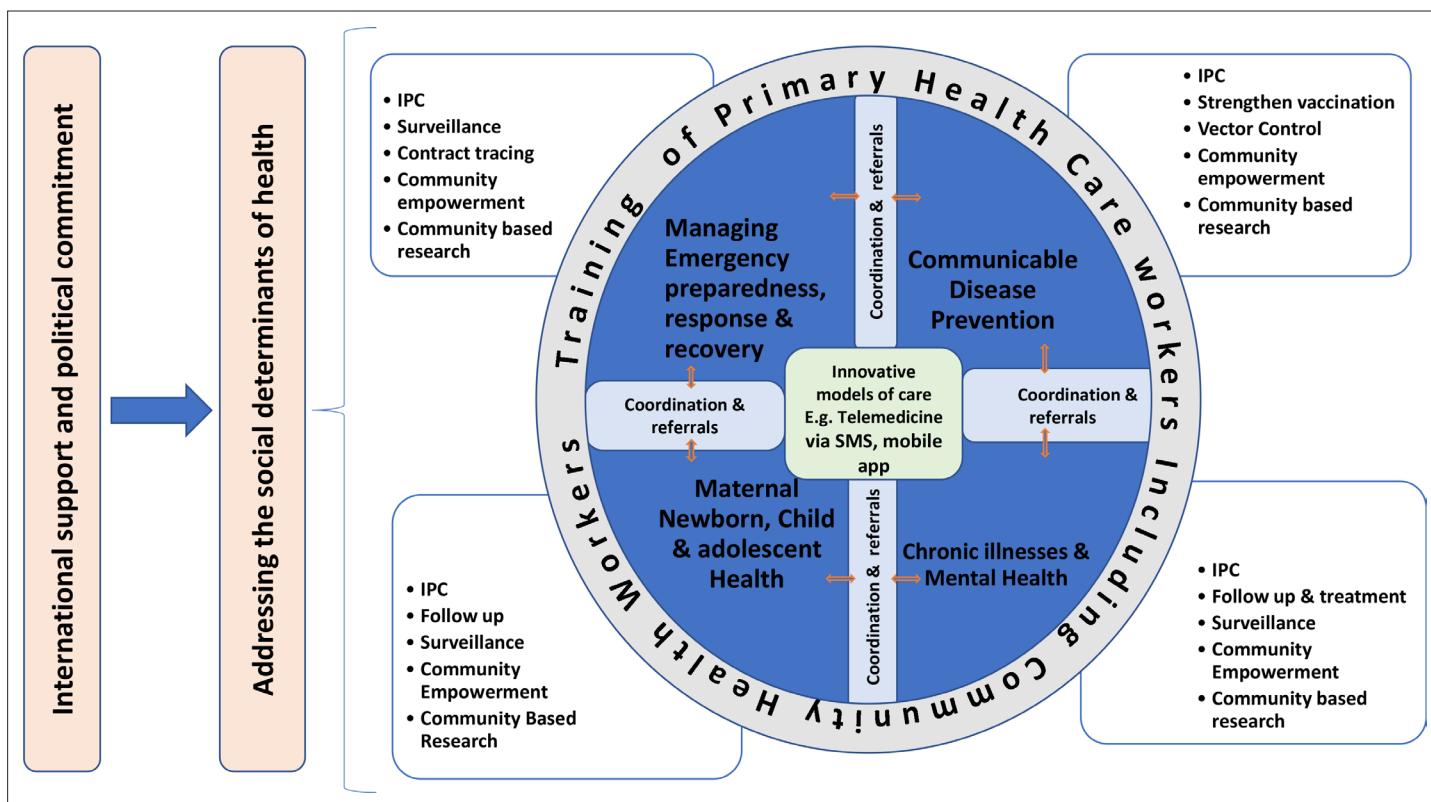 International support and political commitment
Addressing the social determinants of health
• IPC
• Surveillance
• Contract tracing
• Community
empowerment
• Community based
research
• IPC
• Strengthen vaccination
• Vector Control
• Community
empowerment
• Community based
research
Training of Primary Health Care workers Including Community Health Workers
Managing
Emergency
preparedness,
response &
recovery
Coordination & referrals
Communicable
Disease
Prevention
Coordination &
referrals
Innovative
models of care
E.g. Telemedicine
via SMS, mobile
app
Coordination &
referrals
Maternal
Newborn, Child
& adolescent
Health
Coordination & referrals
Chronic illnesses &
Mental Health
• IPC
• Follow up
• Surveillance
• Community
Empowerment
• Community Based
Research
• IPC
• Follow up & treatment
• Surveillance
• Community
Empowerment
• Community based
research